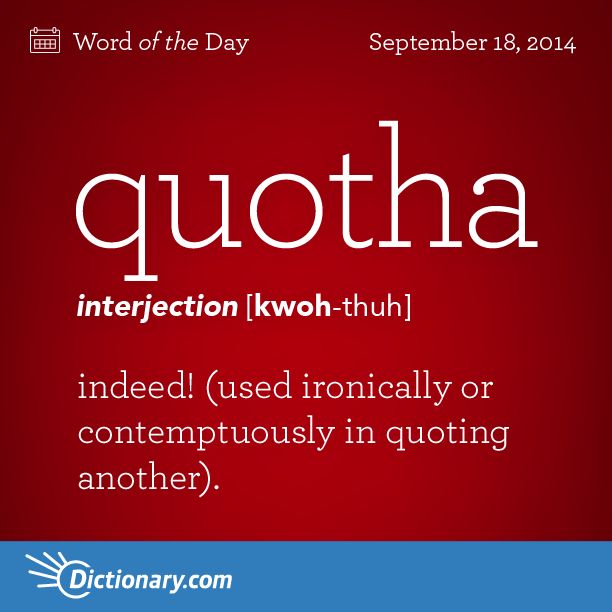 Word of the Day September 18, 2014
quotha
interjection [kwoh-thuh]
indeed! (used ironically or
contemptuously in quoting
another).
Dictionary.com